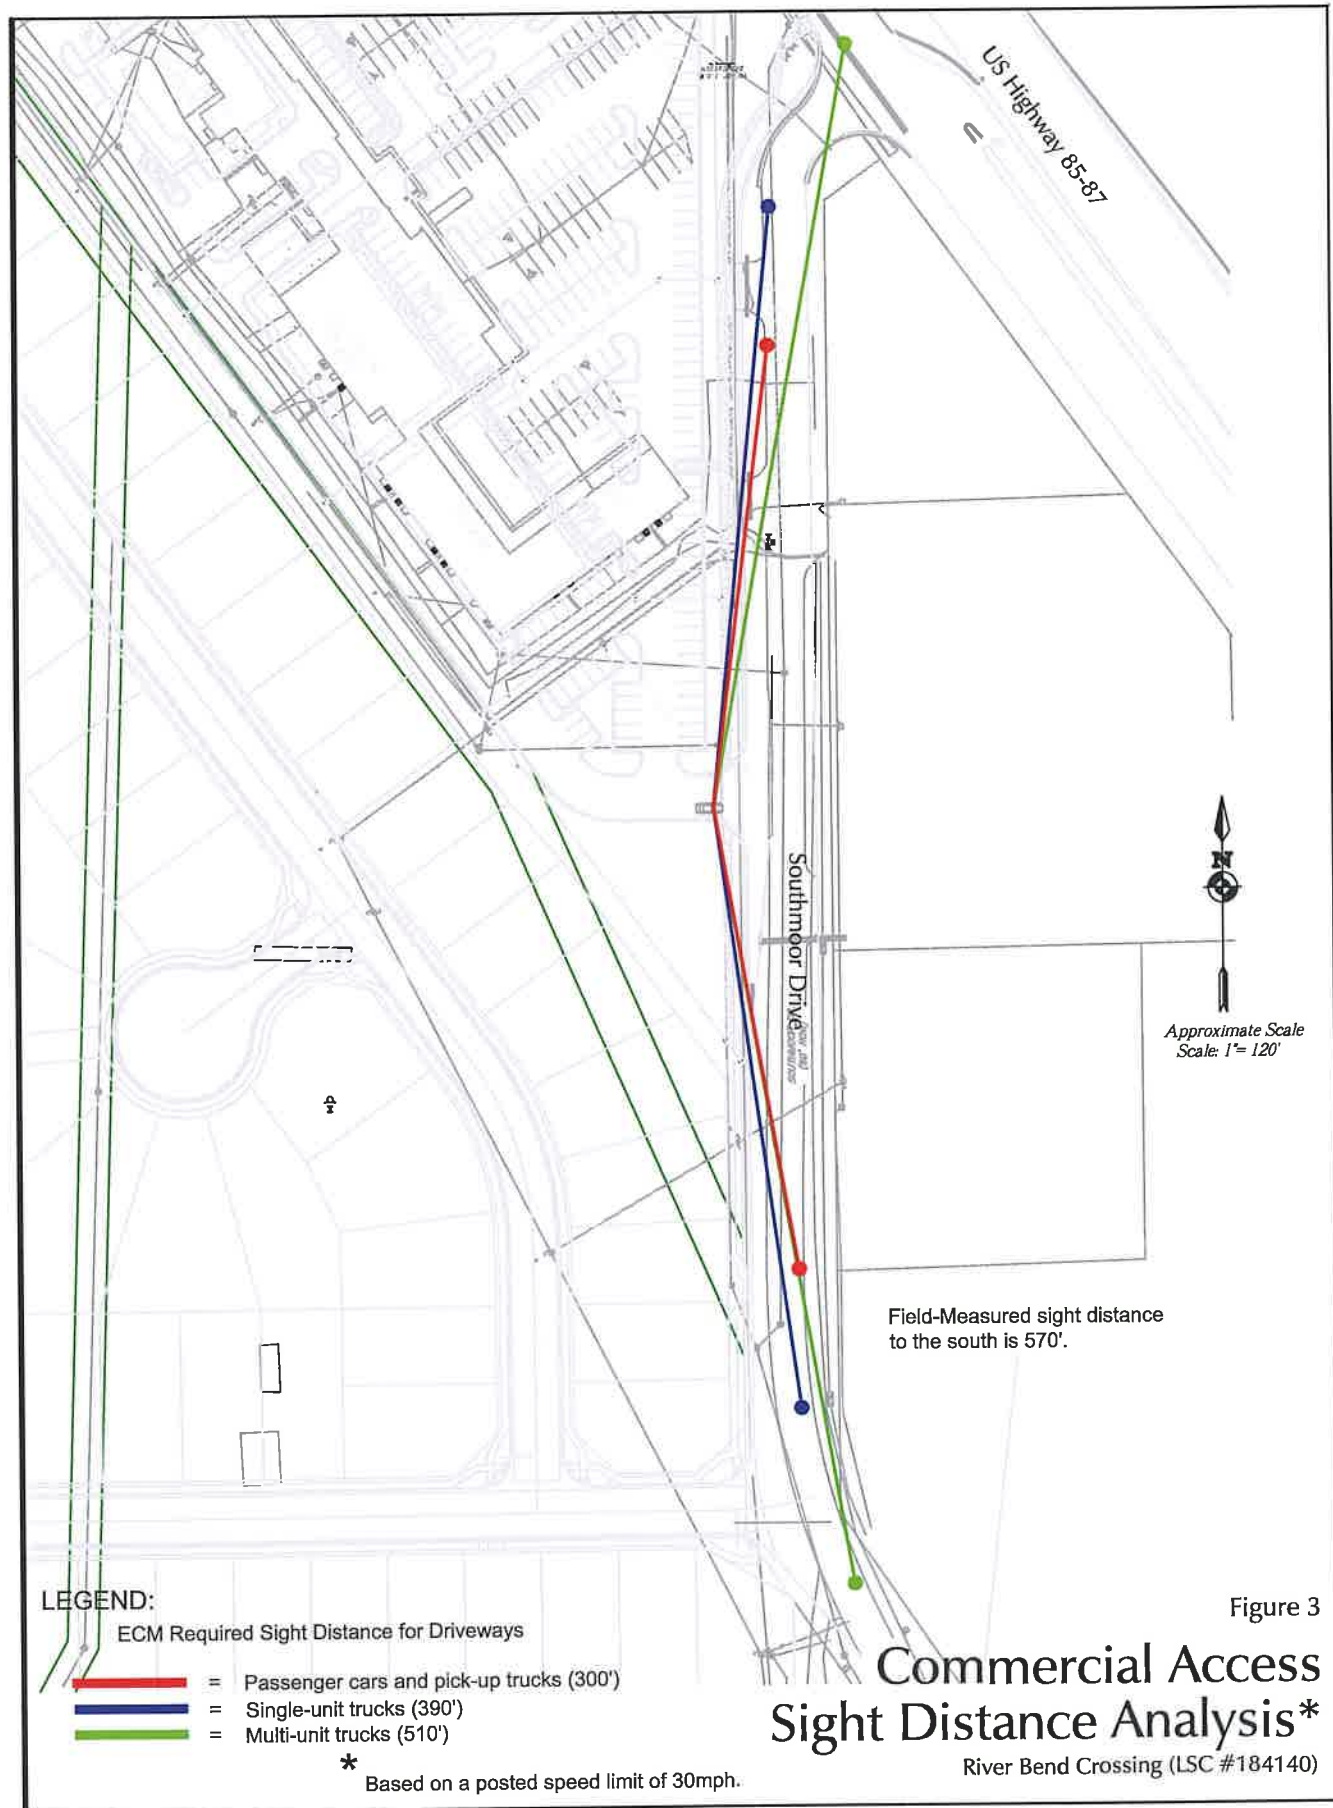 US Highway 85-87
Southmoor Drive
N
Approximate Scale
Scale: 1"= 120'
Field-Measured sight distance
to the south is 570'.
LEGEND:
ECM Required Sight Distance for Driveways
= Passenger cars and pick-up trucks (300')
= Single-unit trucks (390')
= Multi-unit trucks (510')
* Based on a posted speed limit of 30mph.
Figure 3
Commercial Access
Sight Distance Analysis*
River Bend Crossing (LSC #184140)